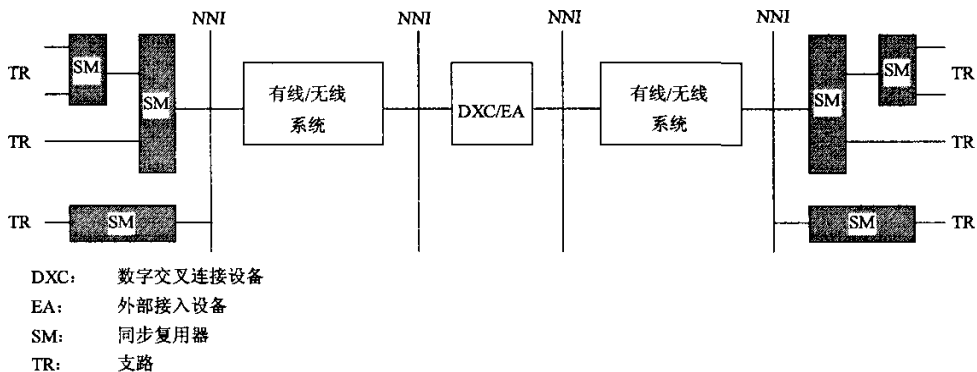 NNI NNI NNI NNI
TR SM SM 有线/无线 系统 DXC/EA 有线/无线 系统 SM SM TR
TR TR
TR SM SM TR
DXC: 数字交叉连接设备
EA: 外部接入设备
SM: 同步复用器
TR: 支路